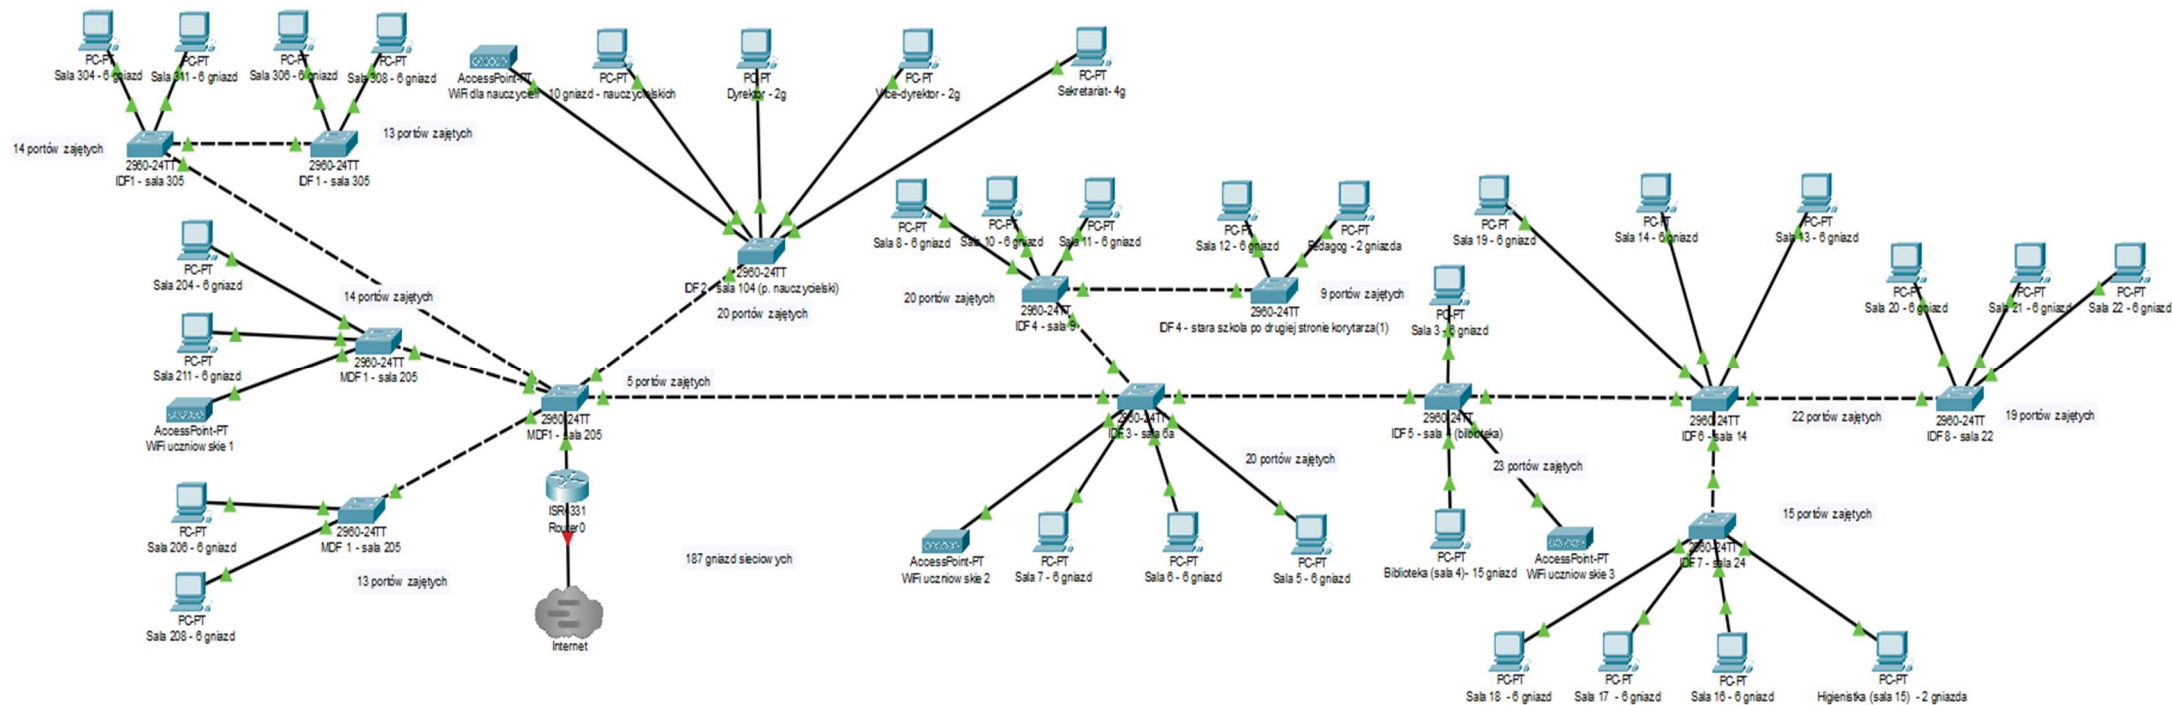 PC-PT
Sala 304 - 6 gniazd
PC-PT
Sala 311 - 6 gniazd
PC-PT
Sala 306 - 6 gniazd
PC-PT
Sala 308 - 6 gniazd
14 portów zajętych
2960-24TT
IDF1 - sala 305
2960-24TT
IDF 1 - sala 305
13 portów zajętych
AccessPoint-PT
WiFi dla nauczycieli
PC-PT
10 gniazd - nauczycielskich
PC-PT
Dyrektor - 2g
PC-PT
Vice-dyrektor - 2g
PC-PT
Sekretariat- 4g
2960-24TT
IDF 2 - sala 104 (p. nauczycielski)
20 portów zajętych
PC-PT
Sala 204 - 6 gniazd
14 portów zajętych
PC-PT
Sala 211 - 6 gniazd
2960-24TT
MDF 1 - sala 205
AccessPoint-PT
WiFi uczniowskie 1
5 portów zajętych
2960-24TT
MDF1 - sala 205
PC-PT
Sala 206 - 6 gniazd
2960-24TT
MDF 1 - sala 205
13 portów zajętych
PC-PT
Sala 208 - 6 gniazd
ISR4331
Router0
Internet
187 gniazd sieciowych
PC-PT
Sala 8 - 6 gniazd
PC-PT
Sala 10 - 6 gniazd
PC-PT
Sala 11 - 6 gniazd
PC-PT
Sala 12 - 6 gniazd
PC-PT
Pedagog - 2 gniazda
20 portów zajętych
2960-24TT
IDF 4 - sala 9
2960-24TT
IDF 4 - stara szkola po drugiej stronie korytarza(1)
9 portów zajętych
2960-24TT
IDF 3 - sala 6a
20 portów zajętych
AccessPoint-PT
WiFi uczniowskie 2
PC-PT
Sala 7 - 6 gniazd
PC-PT
Sala 6 - 6 gniazd
PC-PT
Sala 5 - 6 gniazd
PC-PT
Sala 3 - 6 gniazd
2960-24TT
IDF 5 - sala 4 (bilbioteka)
23 portów zajętych
PC-PT
Biblioteka (sala 4)- 15 gniazd
AccessPoint-PT
WiFi uczniowskie 3
PC-PT
Sala 19 - 6 gniazd
PC-PT
Sala 14 - 6 gniazd
PC-PT
Sala 13 - 6 gniazd
PC-PT
Sala 20 - 6 gniazd
PC-PT
Sala 21 - 6 gniazd
PC-PT
Sala 22 - 6 gniazd
2960-24TT
IDF 6 - sala 14
22 portów zajętych
2960-24TT
IDF 8 - sala 22
19 portów zajętych
15 portów zajętych
2960-24TT
IDF 7 - sala 24
PC-PT
Sala 18 - 6 gniazd
PC-PT
Sala 17 - 6 gniazd
PC-PT
Sala 16 - 6 gniazd
PC-PT
Higienistka (sala 15) - 2 gniazda